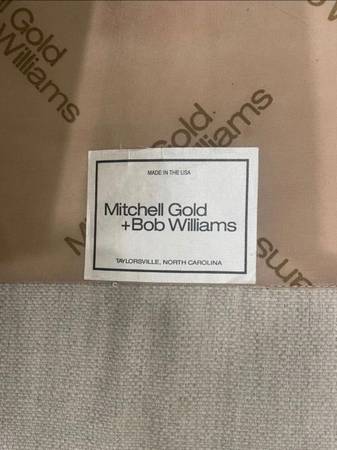 Gold
Williams
Gold
Williams
MADE IN THE USA
Mitchell Gold
+Bob Williams
TAYLORSVILLE, NORTH CAROLINA